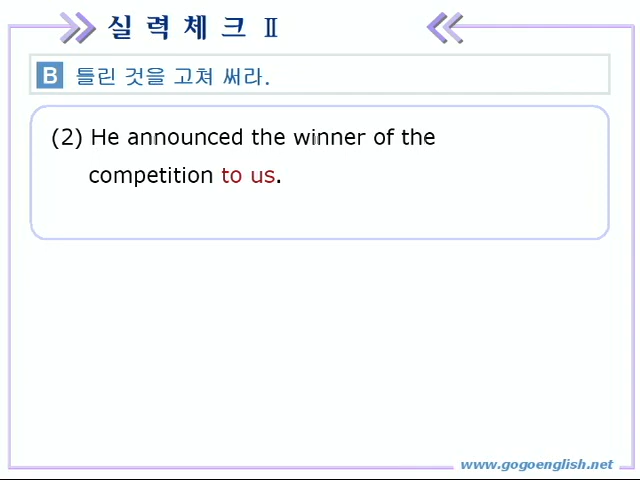 실 력 체 크 Ⅱ
B 틀린 것을 고쳐 써라.
(2) He announced the winner of the
competition to us.
www.gogoenglish.net